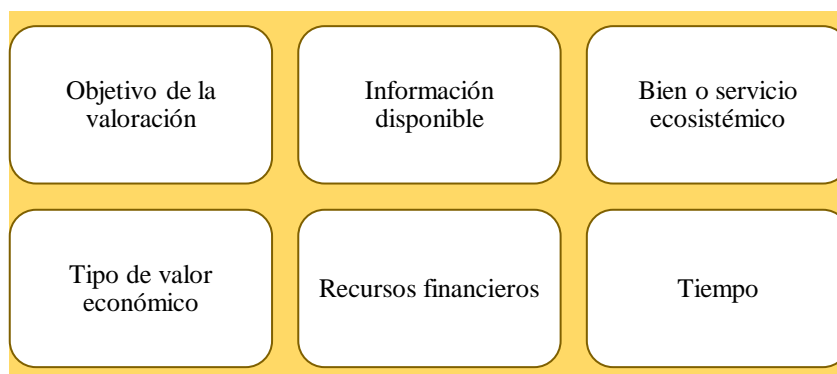 Objetivo de la
valoración
Información
disponible
Bien o servicio
ecosistémico
Tipo de valor
económico
Recursos financieros
Tiempo